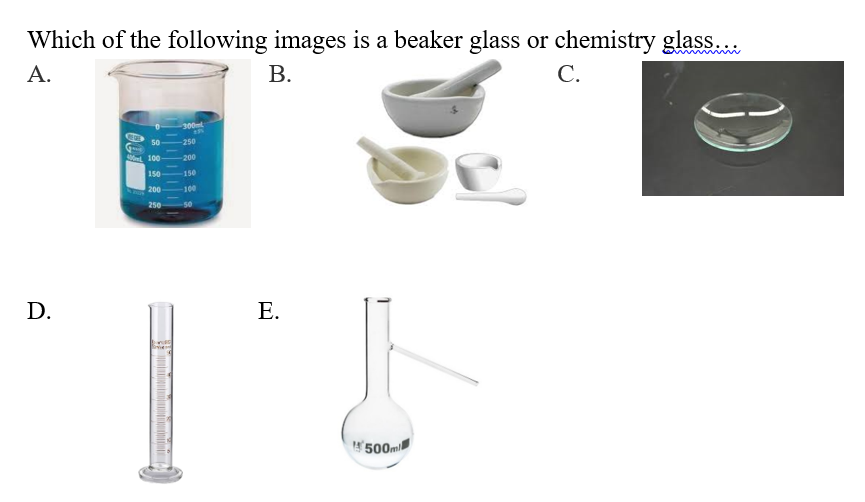 Which of the following images is a beaker glass or chemistry glass…
A. B. C.
0 300mL
50 250
400mL 100 200
150 150
200 100
250 50
D. E.
500ml